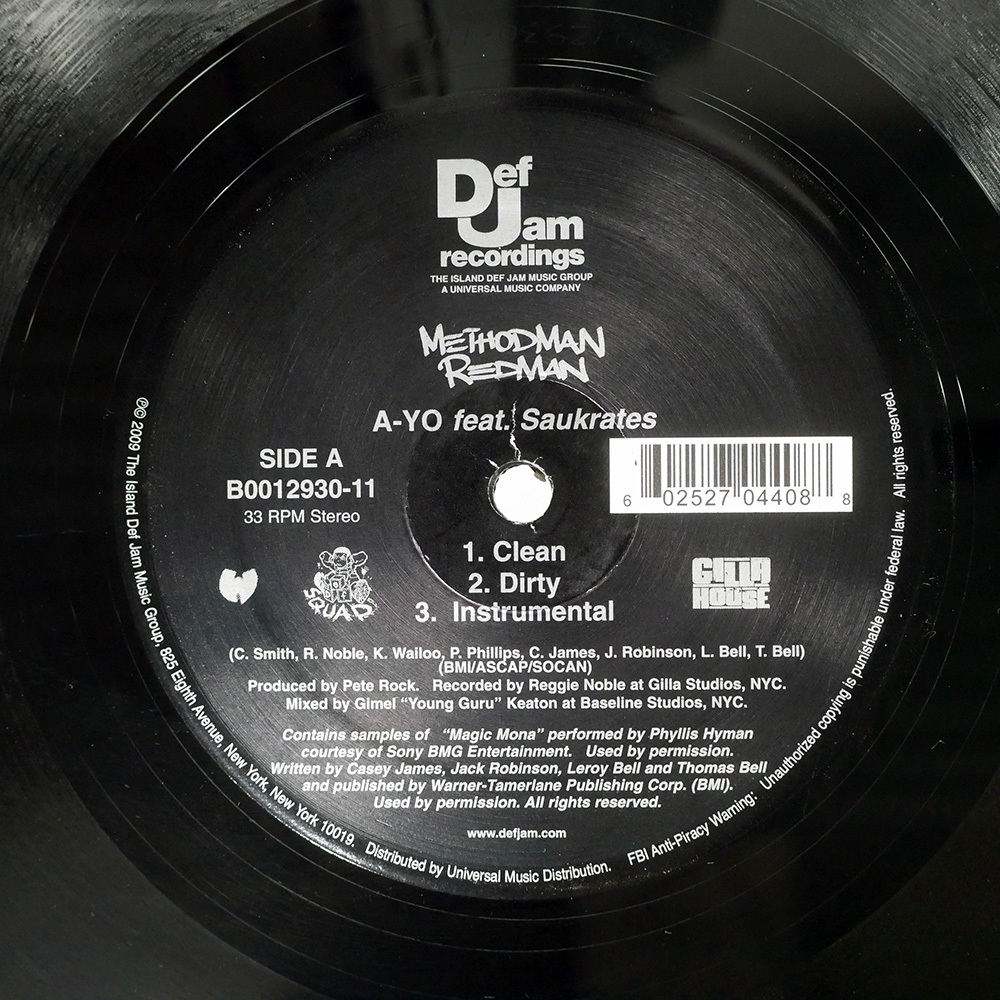 Def Jam
recordings
THE ISLAND DEF JAM MUSIC GROUP
A UNIVERSAL MUSIC COMPANY
METHODMAN
REDMAN
A-YO feat. Saukrates
SIDE A
B0012930-11
33 RPM Stereo
6 02527 04408 8
1. Clean
2. Dirty
3. Instrumental
SQUAD
GILLA
HOUSE
(C. Smith, R. Noble, K. Wailoo, P. Phillips, C. James, J. Robinson, L. Bell, T. Bell)
(BMI/ASCAP/SOCAN)
Produced by Pete Rock. Recorded by Reggie Noble at Gilla Studios, NYC.
Mixed by Gimel “Young Guru” Keaton at Baseline Studios, NYC.
Contains samples of “Magic Mona” performed by Phyllis Hyman
courtesy of Sony BMG Entertainment. Used by permission.
Written by Casey James, Jack Robinson, Leroy Bell and Thomas Bell
and published by Warner-Tamerlane Publishing Corp. (BMI).
Used by permission. All rights reserved.
www.defjam.com
℗© 2009 The Island Def Jam Music Group, 825 Eighth Avenue, New York, New York 10019. Distributed by Universal Music Distribution. FBI Anti-Piracy Warning: Unauthorized copying is punishable under federal law. All rights reserved.